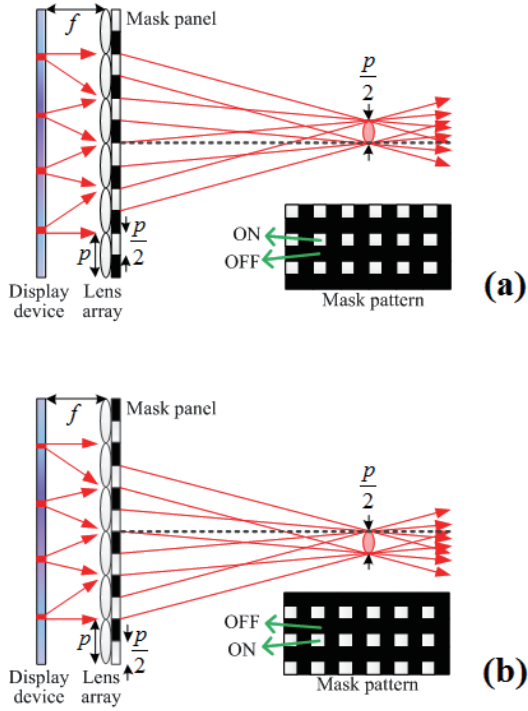 f
Mask panel
p/2
p
p/2
ON
OFF
Display device
Lens array
Mask pattern
(a)
f
Mask panel
p/2
p
p/2
OFF
ON
Display device
Lens array
Mask pattern
(b)